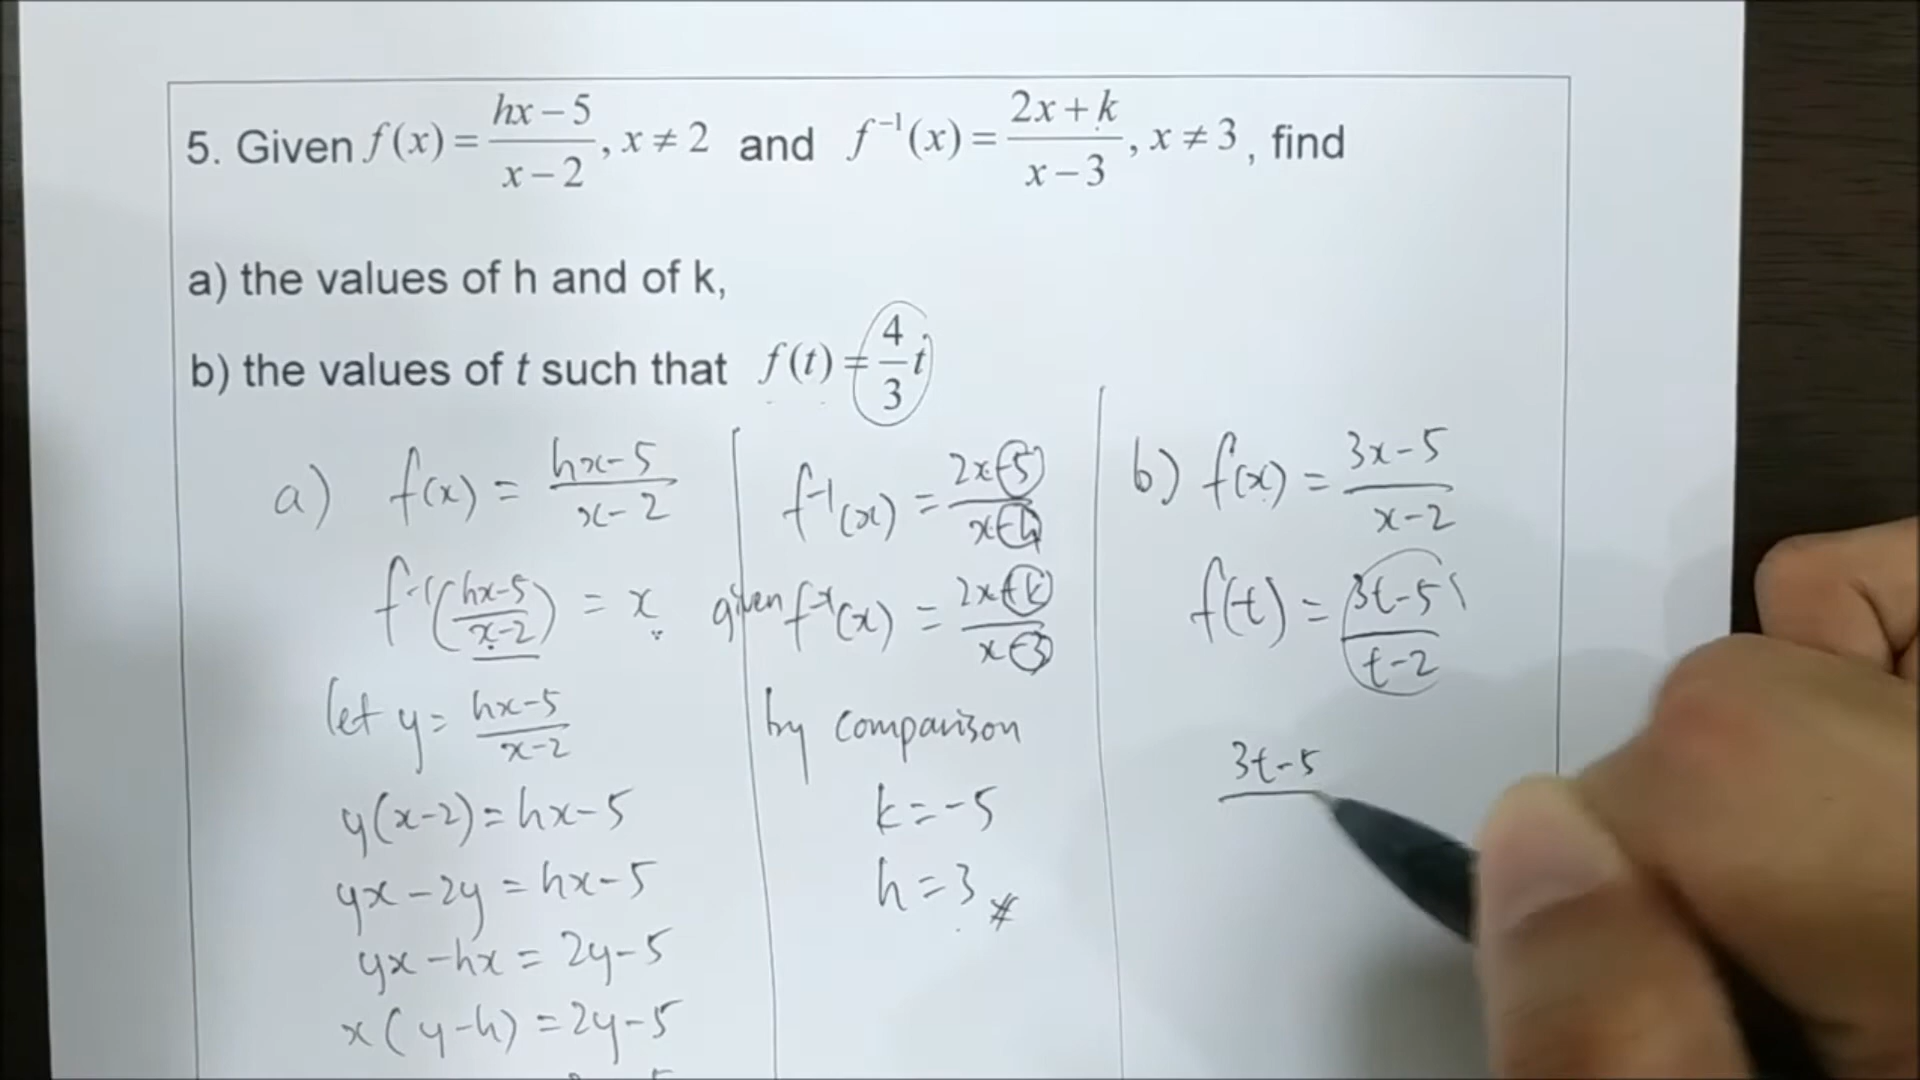 5. Given f(x) = (hx – 5)/(x – 2), x ≠ 2 and f⁻¹(x) = (2x + k)/(x – 3), x ≠ 3, find
a) the values of h and of k,
b) the values of t such that f(t) = 4/3 t
a) f(x) = (hx-5)/(x-2)
f⁻¹((hx-5)/(x-2)) = x
let y = (hx-5)/(x-2)
y(x-2) = hx-5
yx-2y = hx-5
yx-hx = 2y-5
x(y-h) = 2y-5
f⁻¹(x) = (2x-5)/(x-h)
given f⁻¹(x) = (2x+k)/(x-3)
by comparison
k = -5
h = 3 #
b) f(x) = (3x-5)/(x-2)
f(t) = (3t-5)/(t-2)
3t-5